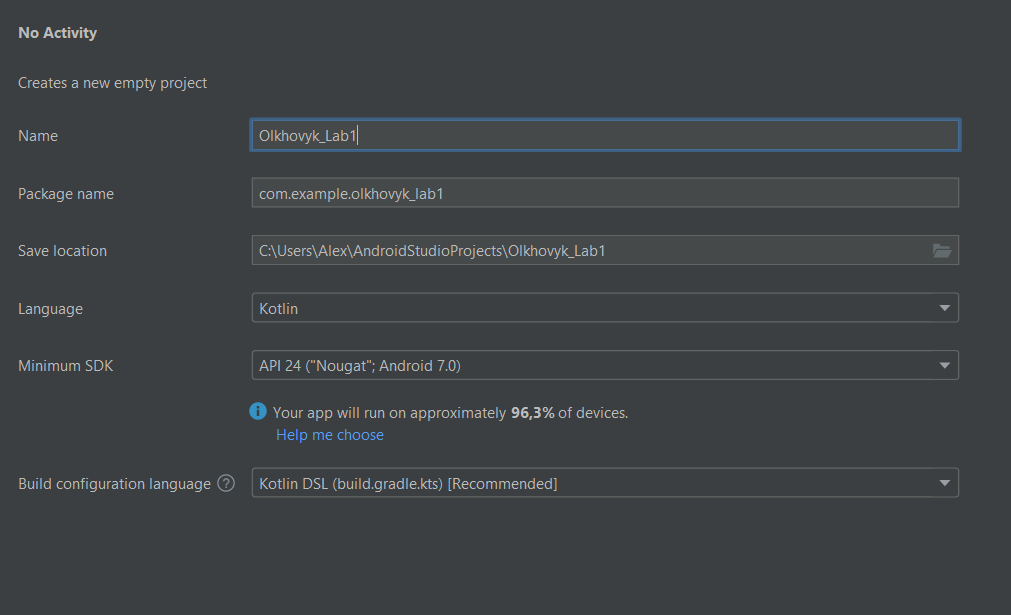 No Activity
Creates a new empty project
Name
Olkhovyk_Lab1
Package name
com.example.olkhovyk_lab1
Save location
C:\Users\Alex\AndroidStudioProjects\Olkhovyk_Lab1
Language
Kotlin
Minimum SDK
API 24 ("Nougat"; Android 7.0)
Your app will run on approximately 96,3% of devices.
Help me choose
Build configuration language ?
Kotlin DSL (build.gradle.kts) [Recommended]